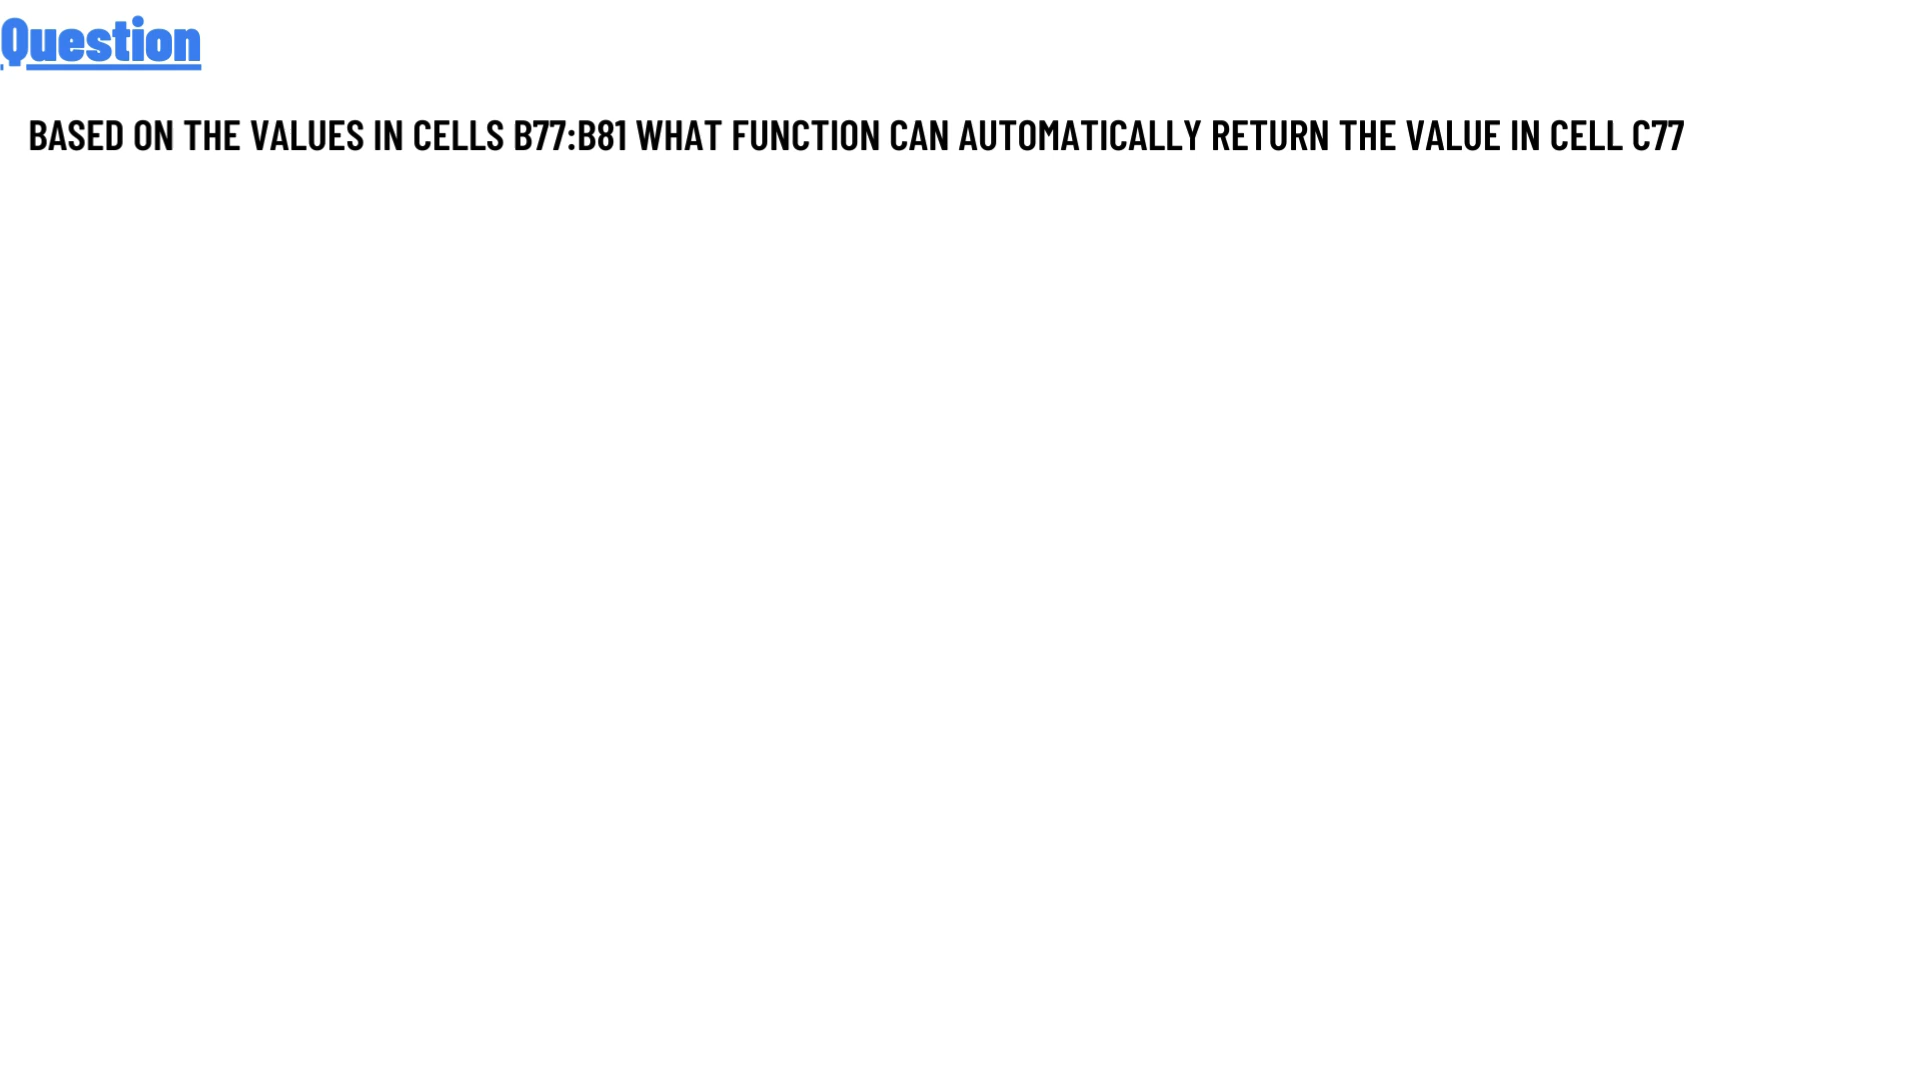 Question
BASED ON THE VALUES IN CELLS B77:B81 WHAT FUNCTION CAN AUTOMATICALLY RETURN THE VALUE IN CELL C77